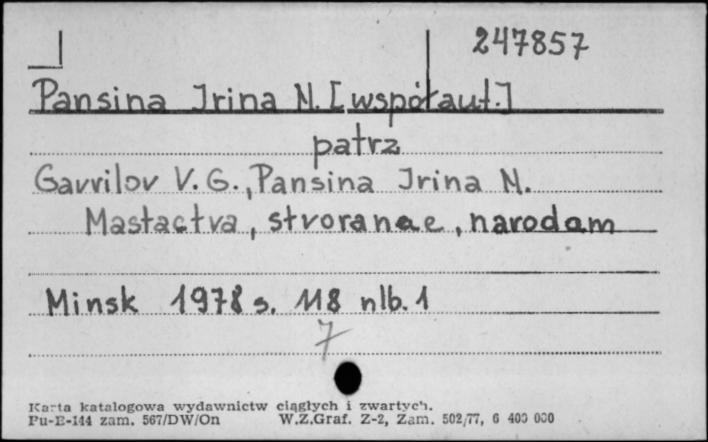 247857
Pansina Irina N. [współaut.]
patrz
Gavrilov V. G., Pansina Irina N.
Mastactva, stvoranae, narodam
Minsk 1978 s. 118 nlb. 1
7
Karta katalogowa wydawnictw ciągłych i zwartych.
Pu-E-144 zam. 567/DW/On W.Z.Graf. Z-2, Zam. 502/77, 6 400 000